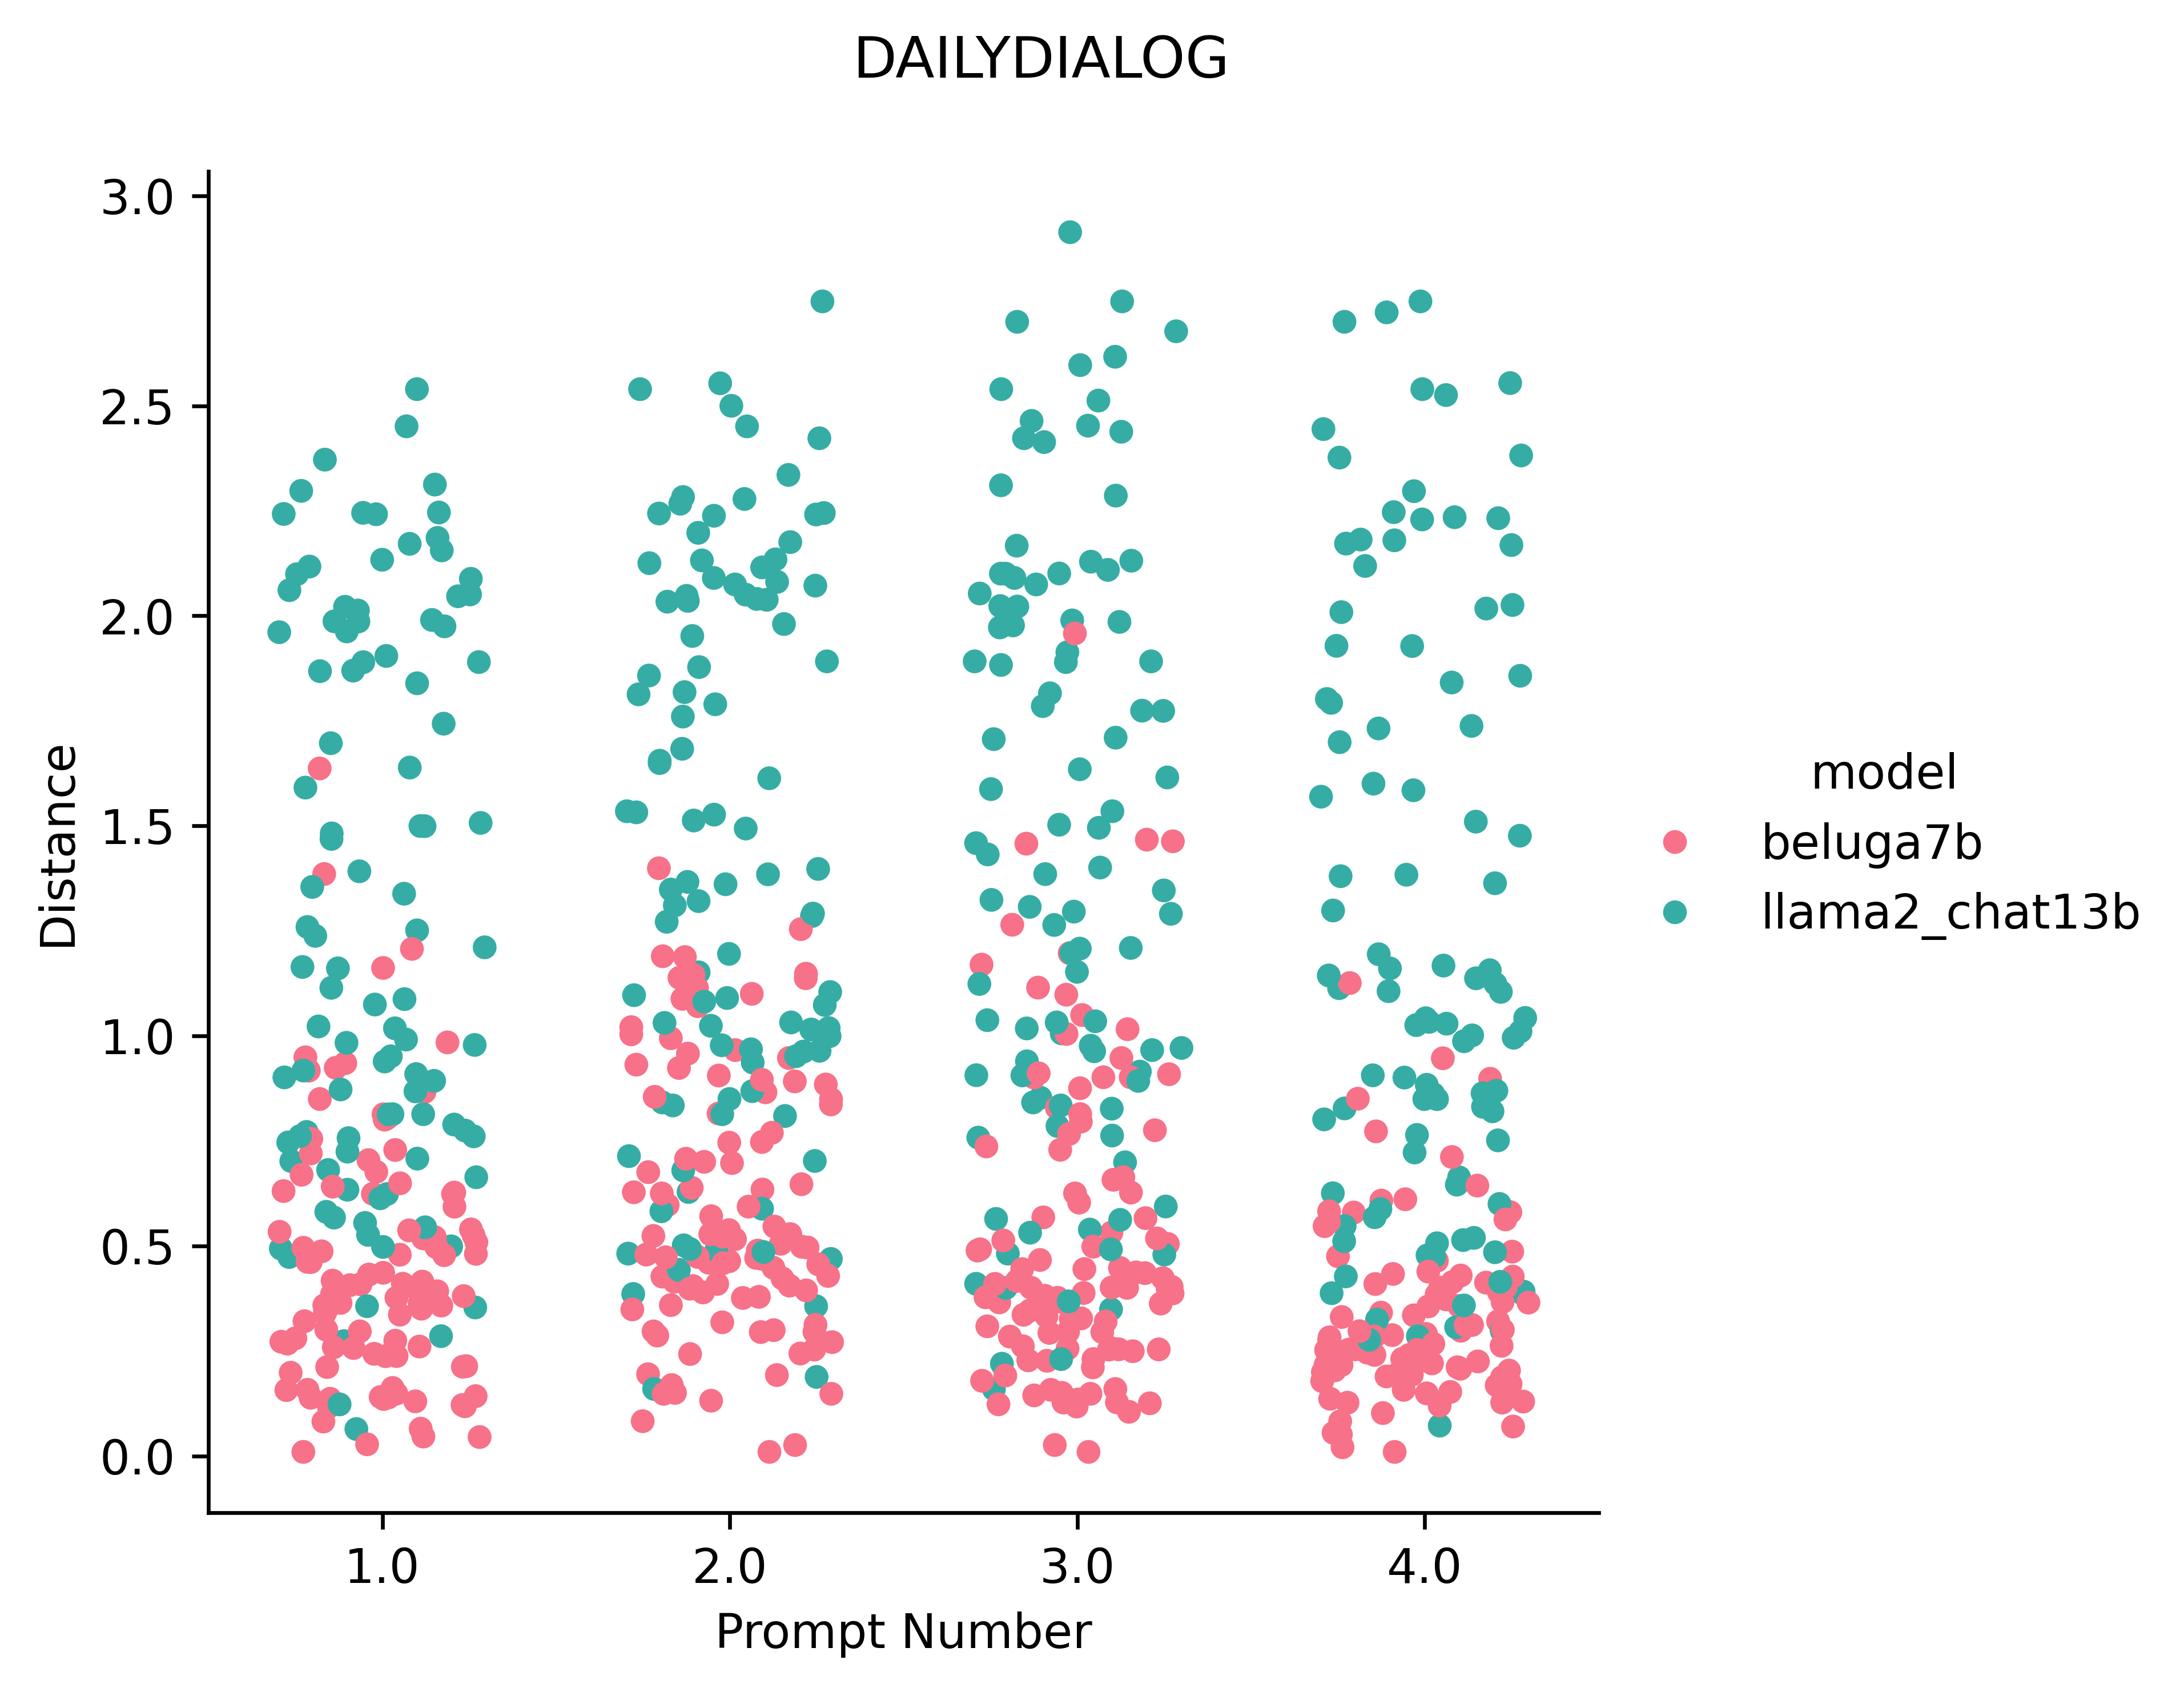 DAILYDIALOG
3.0
2.5
2.0
1.5
1.0
0.5
0.0
Distance
1.0 2.0 3.0 4.0
Prompt Number
model
beluga7b
llama2_chat13b